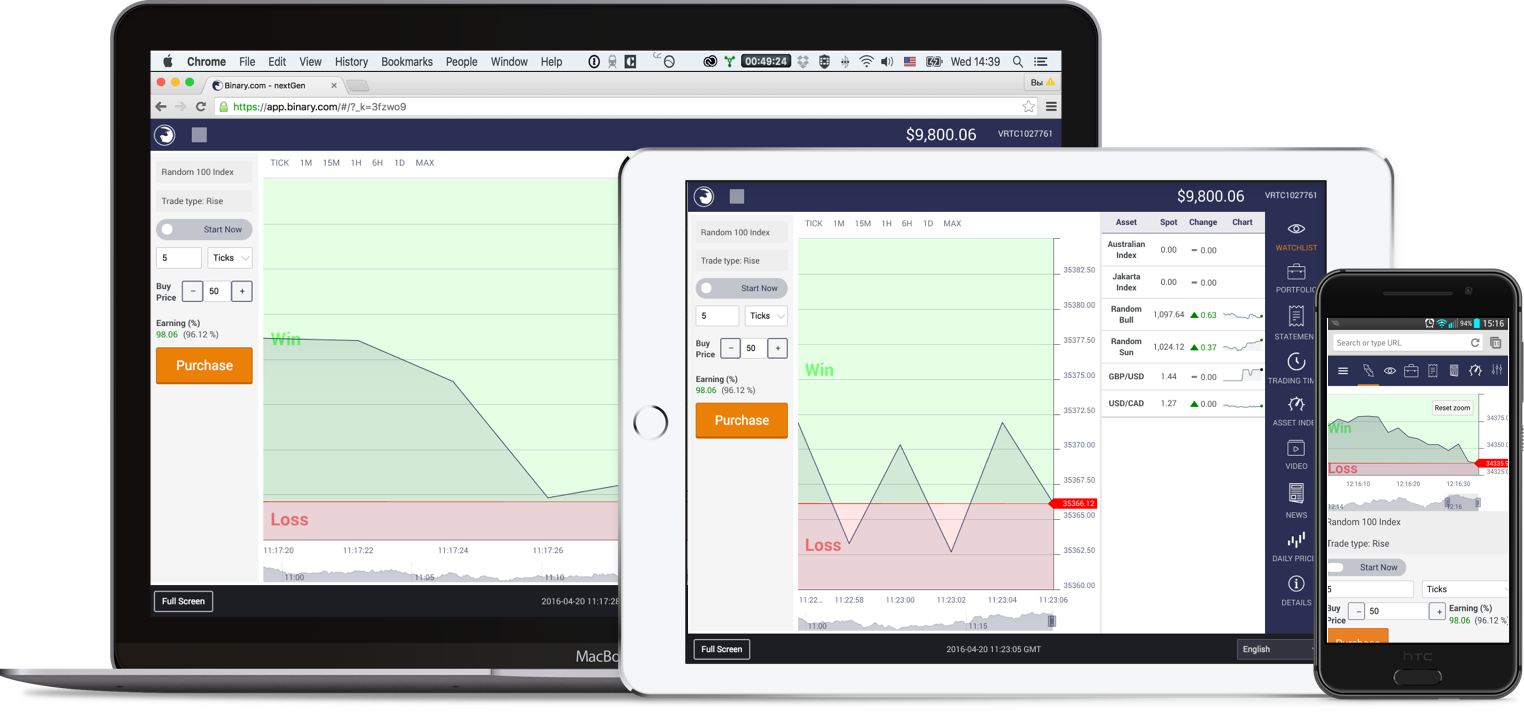 Chrome File Edit View History Bookmarks People Window Help 00:49:24 Wed 14:39
Binary.com - nextGen Вы
https://app.binary.com/#/?_k=3fzwo9
$9,800.06 VRTC1027761
Random 100 Index
Trade type: Rise
Start Now
5 Ticks
Buy Price − 50 +
Earning (%)
98.06 (96.12 %)
Purchase
TICK 1M 15M 1H 6H 1D MAX
Win
Loss
11:17:20 11:17:22 11:17:24 11:17:26
11:00 11:05 11:10
Full Screen 2016-04-20 11:17:28
MacBo
$9,800.06 VRTC1027761
Random 100 Index
Trade type: Rise
Start Now
5 Ticks
Buy Price − 50 +
Earning (%)
98.06 (96.12 %)
Purchase
TICK 1M 15M 1H 6H 1D MAX
Win
Loss
35382.50
35380.00
35377.50
35375.00
35372.50
35370.00
35367.50
35366.12
35365.00
35362.50
35360.00
11:22... 11:22:58 11:23:00 11:23:02 11:23:04 11:23:06
11:00 11:15
Asset Spot Change Chart
Australian Index 0.00 0.00
Jakarta Index 0.00 0.00
Random Bull 1,097.64 0.63
Random Sun 1,024.12 0.37
GBP/USD 1.44 0.00
USD/CAD 1.27 0.00
WATCHLIST
PORTFOLIO
STATEMEN
TRADING TIM
ASSET INDE
VIDEO
NEWS
DAILY PRIC
DETAILS
Full Screen 2016-04-20 11:23:05 GMT English
94% 15:16
Search or type URL
Reset zoom
Win
Loss
34375.0
34350.0
34335.5
34325.0
12:16:10 12:16:20 12:16:30
12:14 12:16
Random 100 Index
Trade type: Rise
Start Now
5 Ticks
Buy Price − 50 + Earning (%)
98.06 (96.12 %
Purchase
hTC